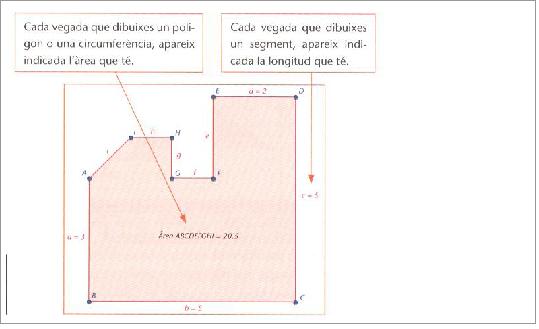 Cada vegada que dibuixes un polí-
gon o una circumferència, apareix
indicada l'àrea que té.
Cada vegada que dibuixes
un segment, apareix indi-
cada la longitud que té.
E
d = 2
D
I
h
H
e
i
g
A
G
f
F
c = 5
a = 3
Àrea ABCDEFGHI = 20.5
B
b = 5
C